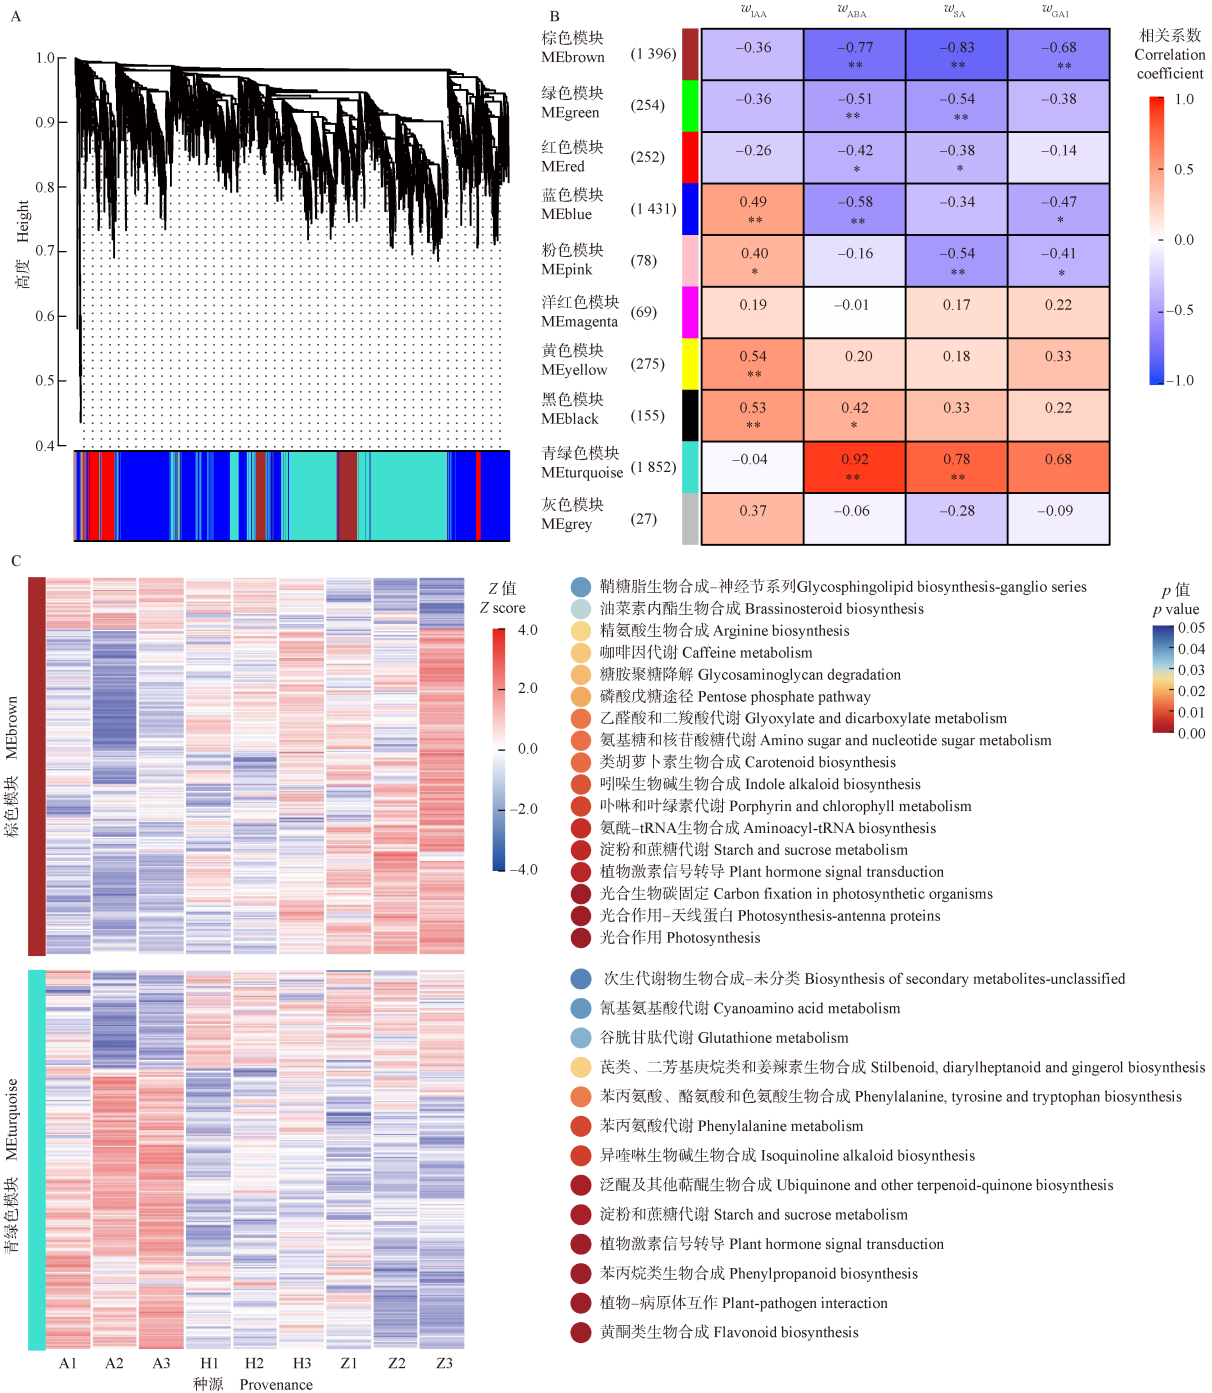 A
1.0
0.9
0.8
0.7
0.6
0.5
0.4
高度 Height
B
wIAA
wABA
wSA
wGA1
棕色模块
MEbrown
(1 396)
−0.36
−0.77
**
−0.83
**
−0.68
**
绿色模块
MEgreen
(254)
−0.36
−0.51
**
−0.54
**
−0.38
红色模块
MEred
(252)
−0.26
−0.42
*
−0.38
*
−0.14
蓝色模块
MEblue
(1 431)
0.49
**
−0.58
**
−0.34
−0.47
*
粉色模块
MEpink
(78)
0.40
*
−0.16
−0.54
**
−0.41
*
洋红色模块
MEmagenta
(69)
0.19
−0.01
0.17
0.22
黄色模块
MEyellow
(275)
0.54
**
0.20
0.18
0.33
黑色模块
MEblack
(155)
0.53
**
0.42
*
0.33
0.22
青绿色模块
MEturquoise
(1 852)
−0.04
0.92
**
0.78
**
0.68
灰色模块
MEgrey
(27)
0.37
−0.06
−0.28
−0.09
相关系数
Correlation
coefficient
1.0
0.5
0.0
−0.5
−1.0
C
棕色模块 MEbrown
青绿色模块 MEturquoise
A1
A2
A3
H1
H2
H3
Z1
Z2
Z3
种源 Provenance
Z 值
Z score
4.0
2.0
0.0
−2.0
−4.0
鞘糖脂生物合成–神经节系列Glycosphingolipid biosynthesis-ganglio series
油菜素内酯生物合成 Brassinosteroid biosynthesis
精氨酸生物合成 Arginine biosynthesis
咖啡因代谢 Caffeine metabolism
糖胺聚糖降解 Glycosaminoglycan degradation
磷酸戊糖途径 Pentose phosphate pathway
乙醛酸和二羧酸代谢 Glyoxylate and dicarboxylate metabolism
氨基糖和核苷酸糖代谢 Amino sugar and nucleotide sugar metabolism
类胡萝卜素生物合成 Carotenoid biosynthesis
吲哚生物碱生物合成 Indole alkaloid biosynthesis
卟啉和叶绿素代谢 Porphyrin and chlorophyll metabolism
氨酰–tRNA生物合成 Aminoacyl-tRNA biosynthesis
淀粉和蔗糖代谢 Starch and sucrose metabolism
植物激素信号转导 Plant hormone signal transduction
光合生物碳固定 Carbon fixation in photosynthetic organisms
光合作用–天线蛋白 Photosynthesis-antenna proteins
光合作用 Photosynthesis
次生代谢物生物合成–未分类 Biosynthesis of secondary metabolites-unclassified
氰基氨基酸代谢 Cyanoamino acid metabolism
谷胱甘肽代谢 Glutathione metabolism
芪类、二芳基庚烷类和姜辣素生物合成 Stilbenoid, diarylheptanoid and gingerol biosynthesis
苯丙氨酸、酪氨酸和色氨酸生物合成 Phenylalanine, tyrosine and tryptophan biosynthesis
苯丙氨酸代谢 Phenylalanine metabolism
异喹啉生物碱生物合成 Isoquinoline alkaloid biosynthesis
泛醌及其他萜醌生物合成 Ubiquinone and other terpenoid-quinone biosynthesis
淀粉和蔗糖代谢 Starch and sucrose metabolism
植物激素信号转导 Plant hormone signal transduction
苯丙烷类生物合成 Phenylpropanoid biosynthesis
植物–病原体互作 Plant-pathogen interaction
黄酮类生物合成 Flavonoid biosynthesis
p 值
p value
0.05
0.04
0.03
0.02
0.01
0.00